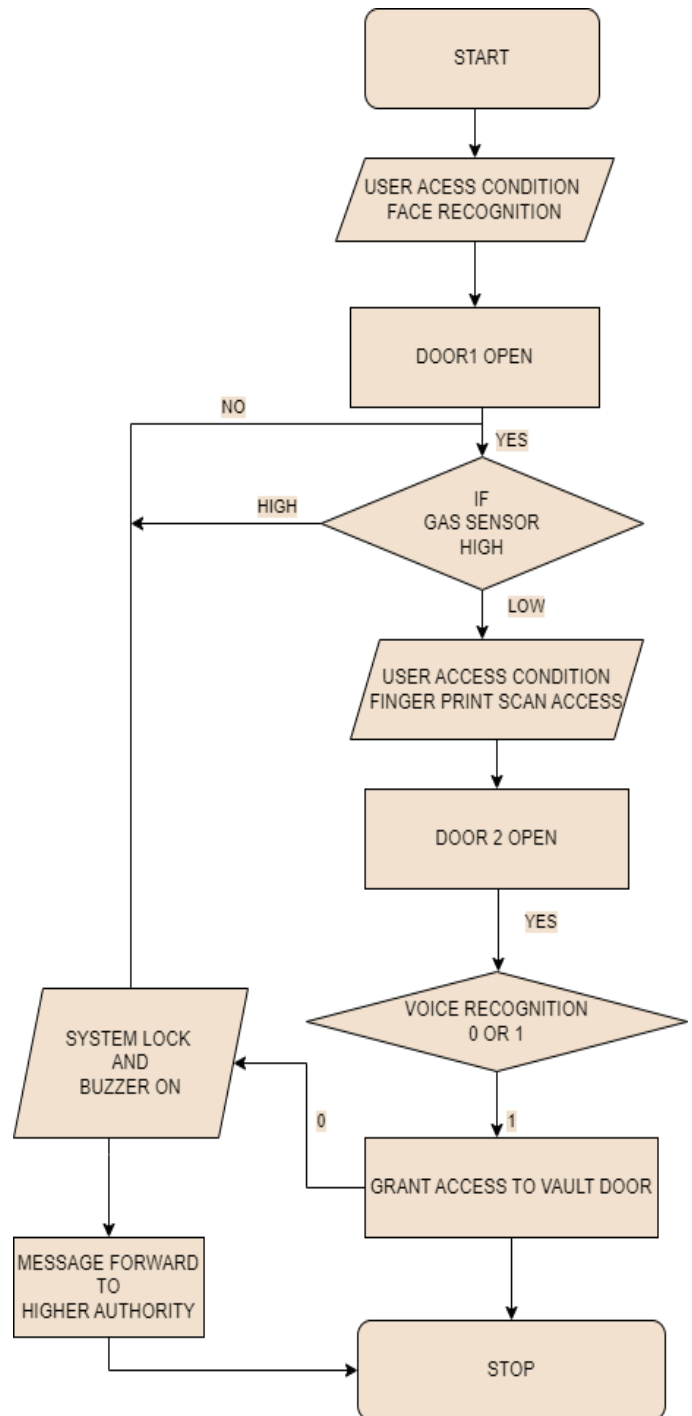 START
USER ACESS CONDITION
FACE RECOGNITION
DOOR1 OPEN
NO
YES
IF
GAS SENSOR
HIGH
HIGH
LOW
USER ACCESS CONDITION
FINGER PRINT SCAN ACCESS
DOOR 2 OPEN
YES
VOICE RECOGNITION
0 OR 1
SYSTEM LOCK
AND
BUZZER ON
0
1
GRANT ACCESS TO VAULT DOOR
MESSAGE FORWARD
TO
HIGHER AUTHORITY
STOP